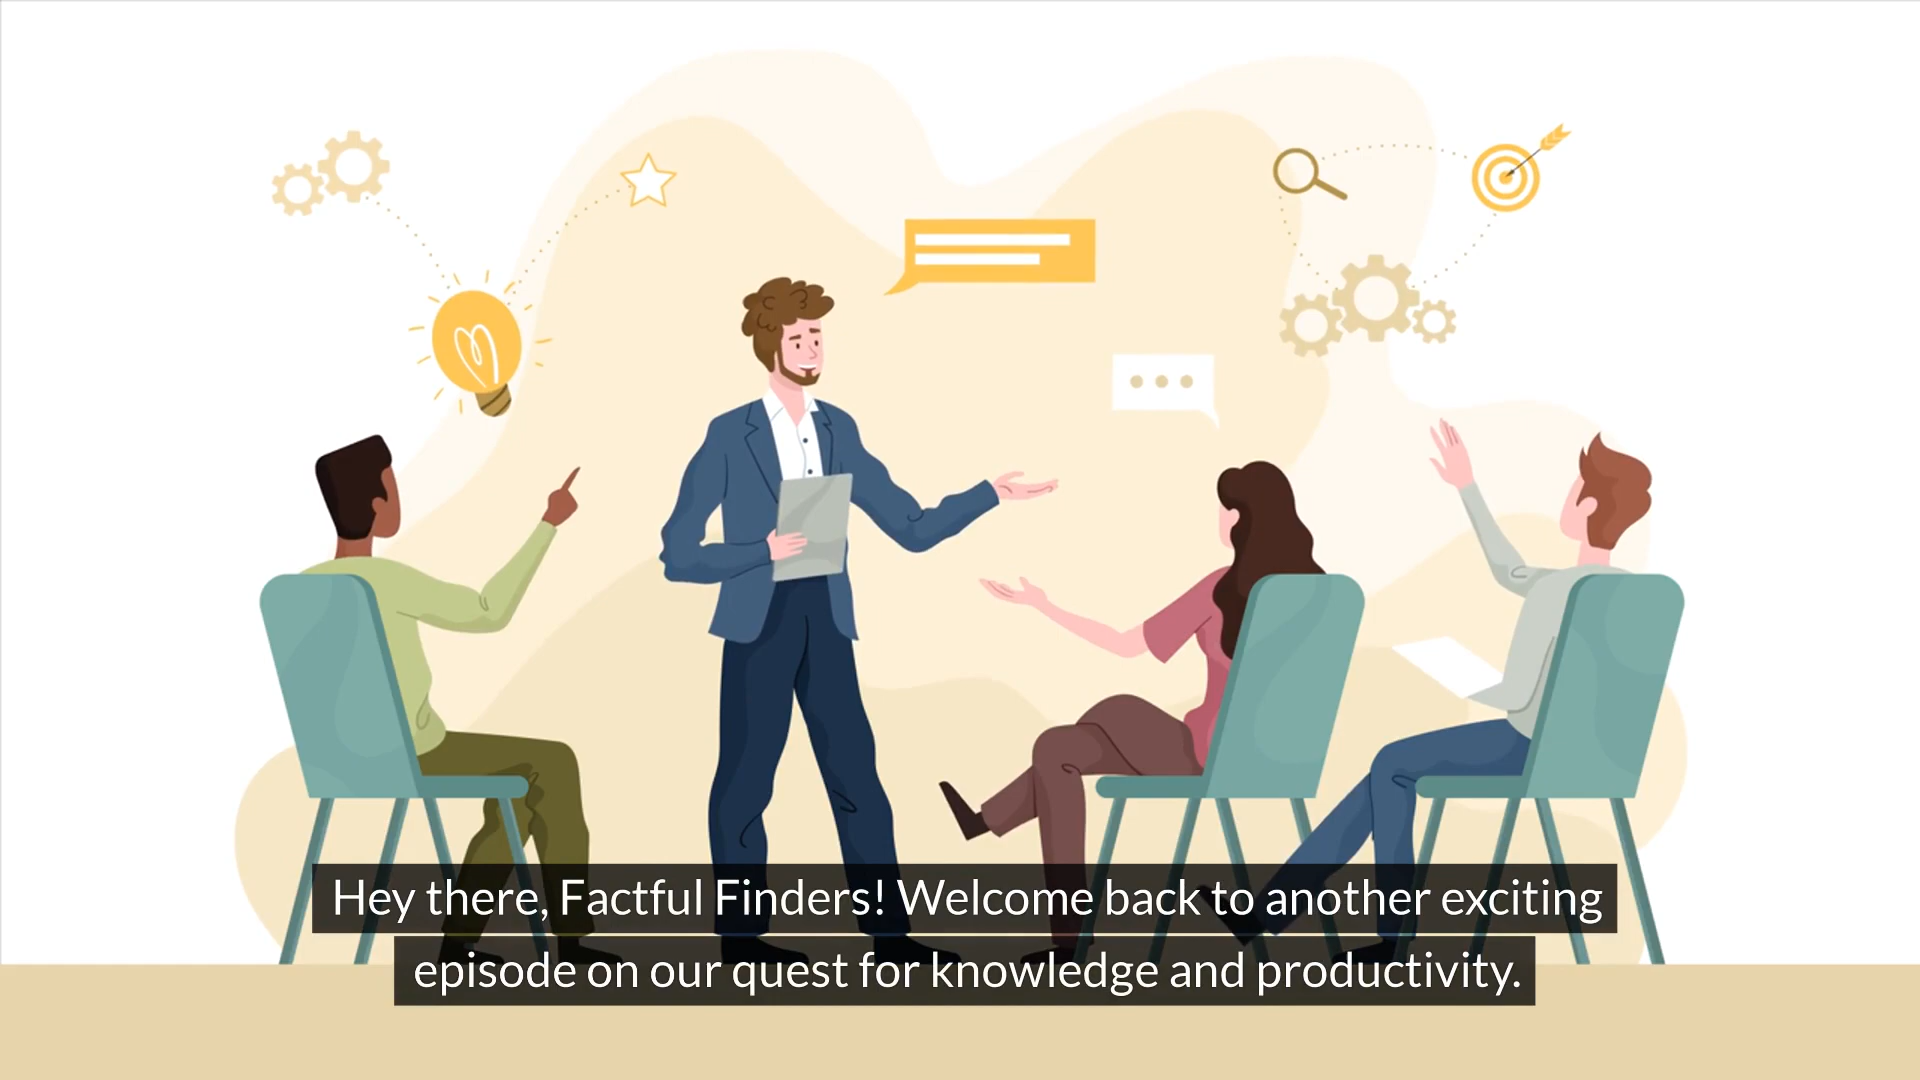 Hey there, Factful Finders! Welcome back to another exciting
episode on our quest for knowledge and productivity.